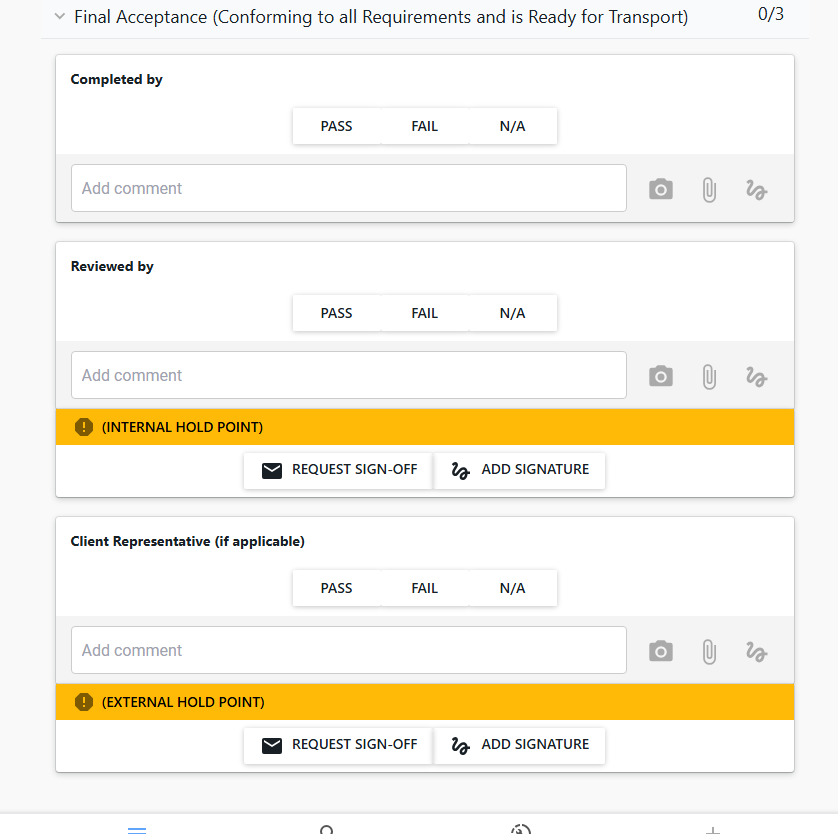 Final Acceptance (Conforming to all Requirements and is Ready for Transport) 0/3
Completed by
PASS FAIL N/A
Add comment
Reviewed by
PASS FAIL N/A
Add comment
(INTERNAL HOLD POINT)
REQUEST SIGN-OFF ADD SIGNATURE
Client Representative (if applicable)
PASS FAIL N/A
Add comment
(EXTERNAL HOLD POINT)
REQUEST SIGN-OFF ADD SIGNATURE